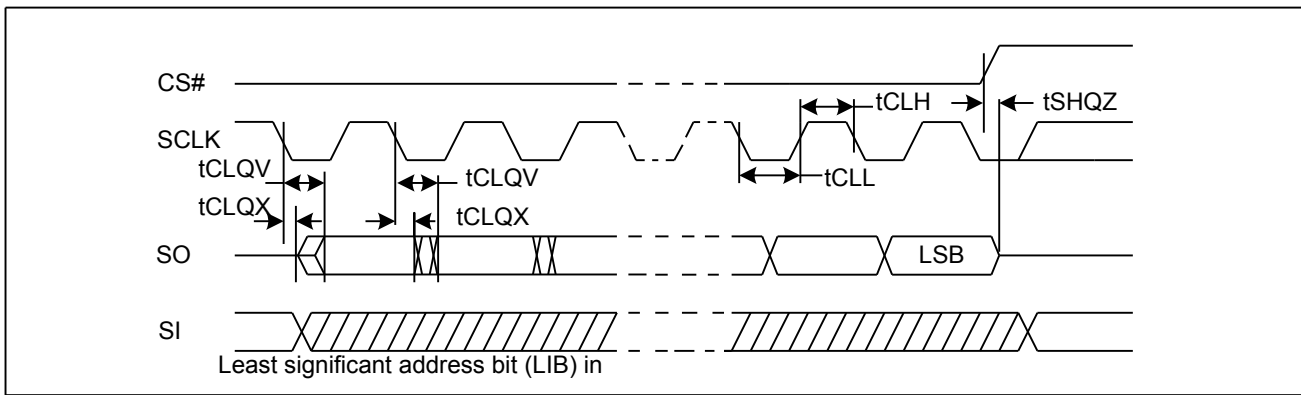 CS#
tCLH
tSHQZ
SCLK
tCLQV
tCLQV
tCLL
tCLQX
tCLQX
SO
LSB
SI
Least significant address bit (LIB) in